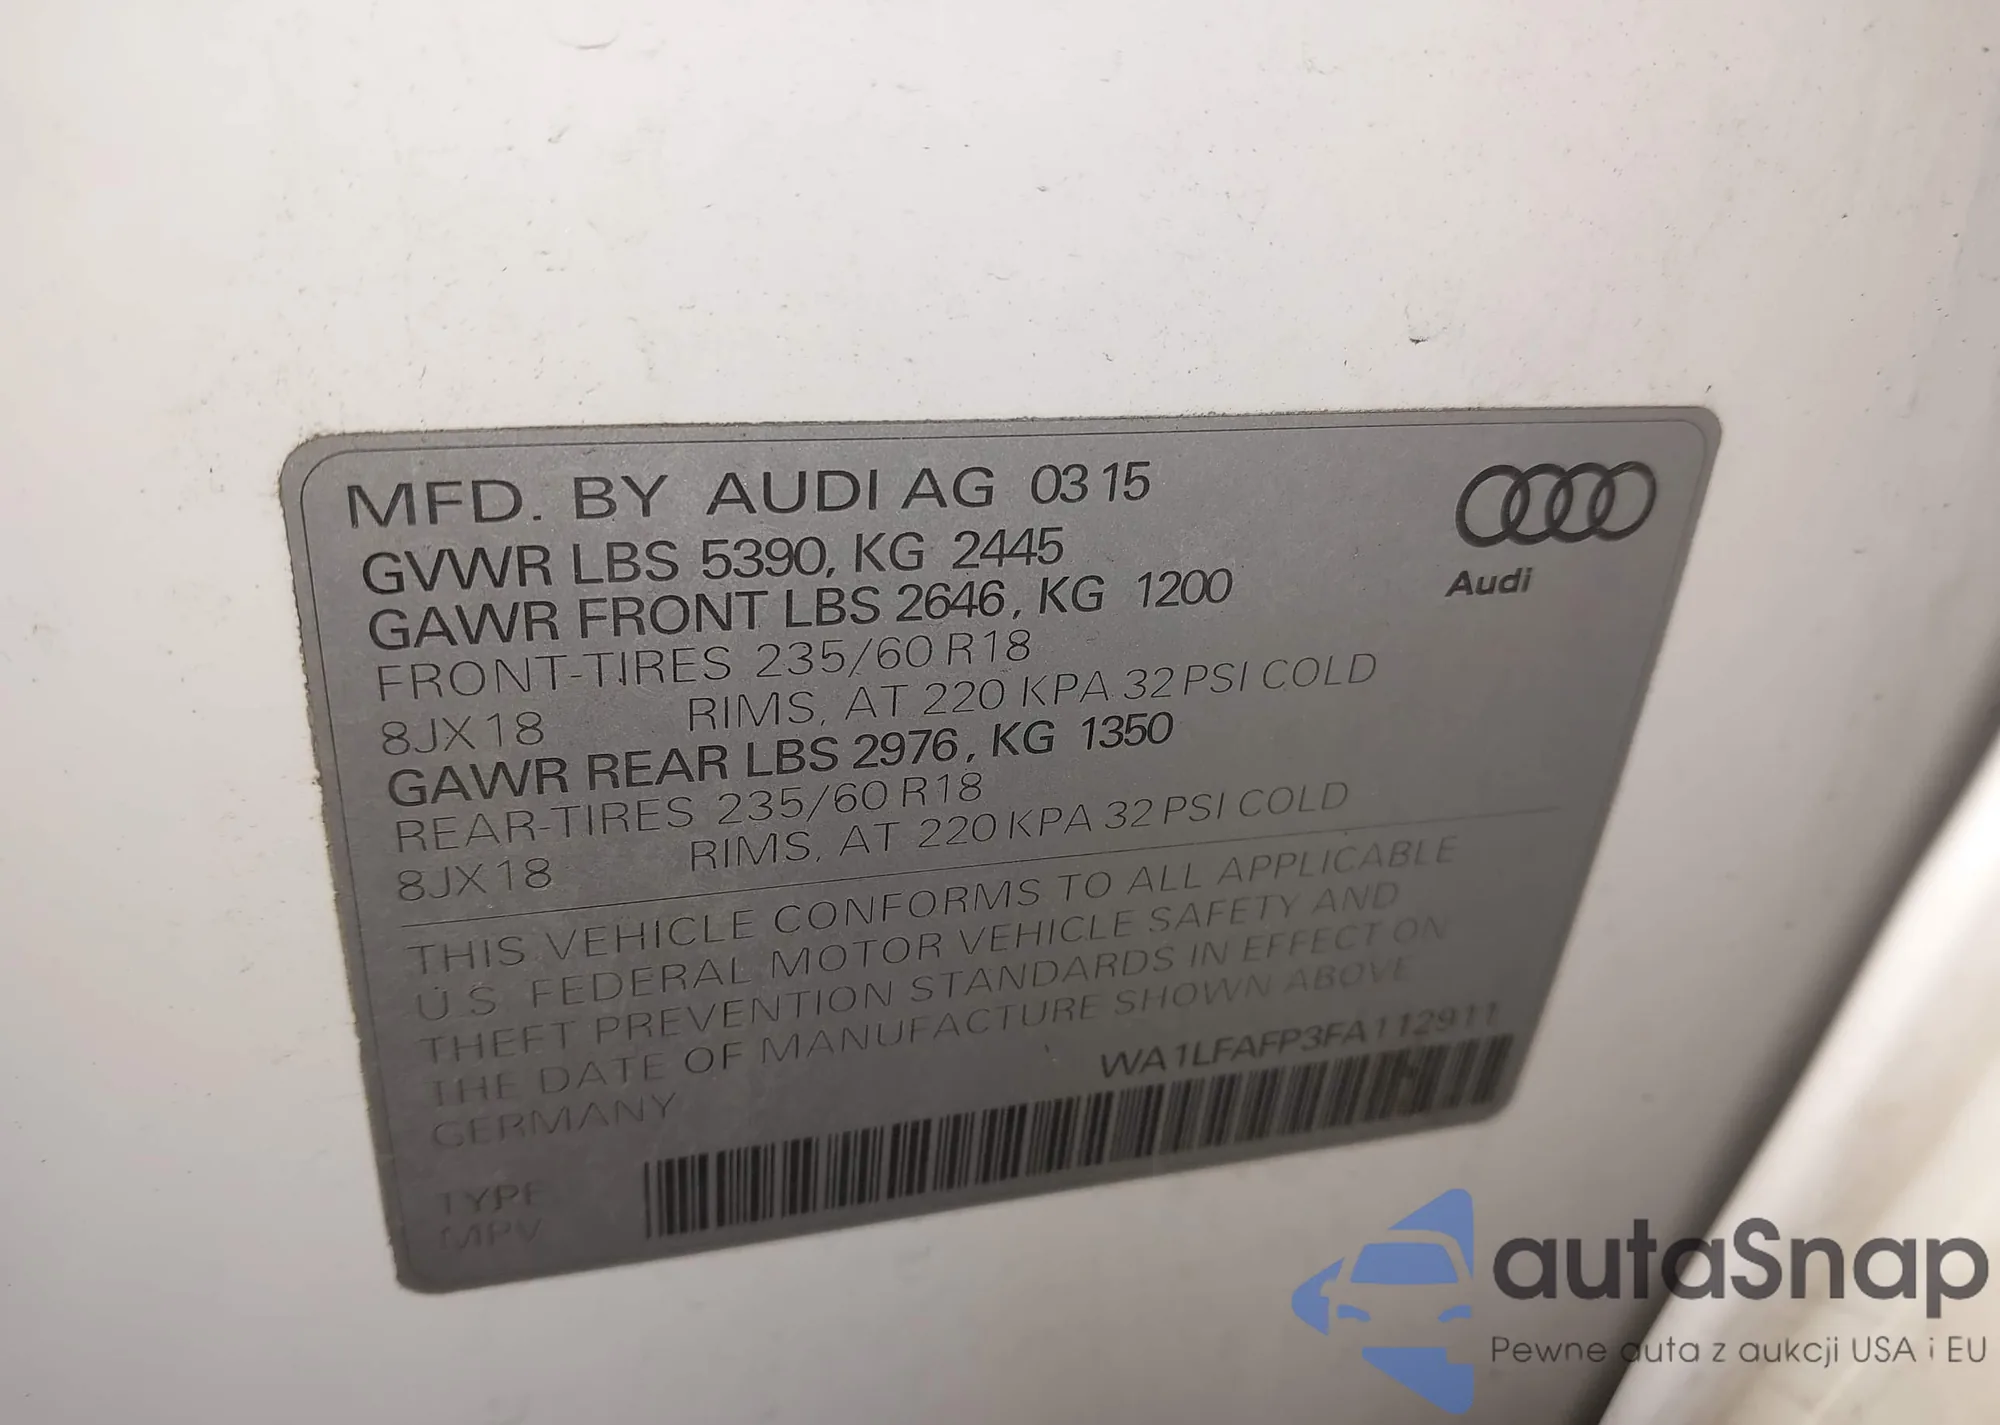 MFD. BY AUDI AG 03 15
GVWR LBS 5390, KG 2445
GAWR FRONT LBS 2646, KG 1200
FRONT-TIRES 235/60 R18
8JX18 RIMS, AT 220 KPA 32 PSI COLD
GAWR REAR LBS 2976, KG 1350
REAR-TIRES 235/60 R18
8JX18 RIMS, AT 220 KPA 32 PSI COLD
THIS VEHICLE CONFORMS TO ALL APPLICABLE
U.S. FEDERAL MOTOR VEHICLE SAFETY AND
THEFT PREVENTION STANDARDS IN EFFECT ON
THE DATE OF MANUFACTURE SHOWN ABOVE
GERMANY
WA1LFAFP3FA112911
TYPE
MPV
Audi
autaSnap
Pewne auta z aukcji USA i EU